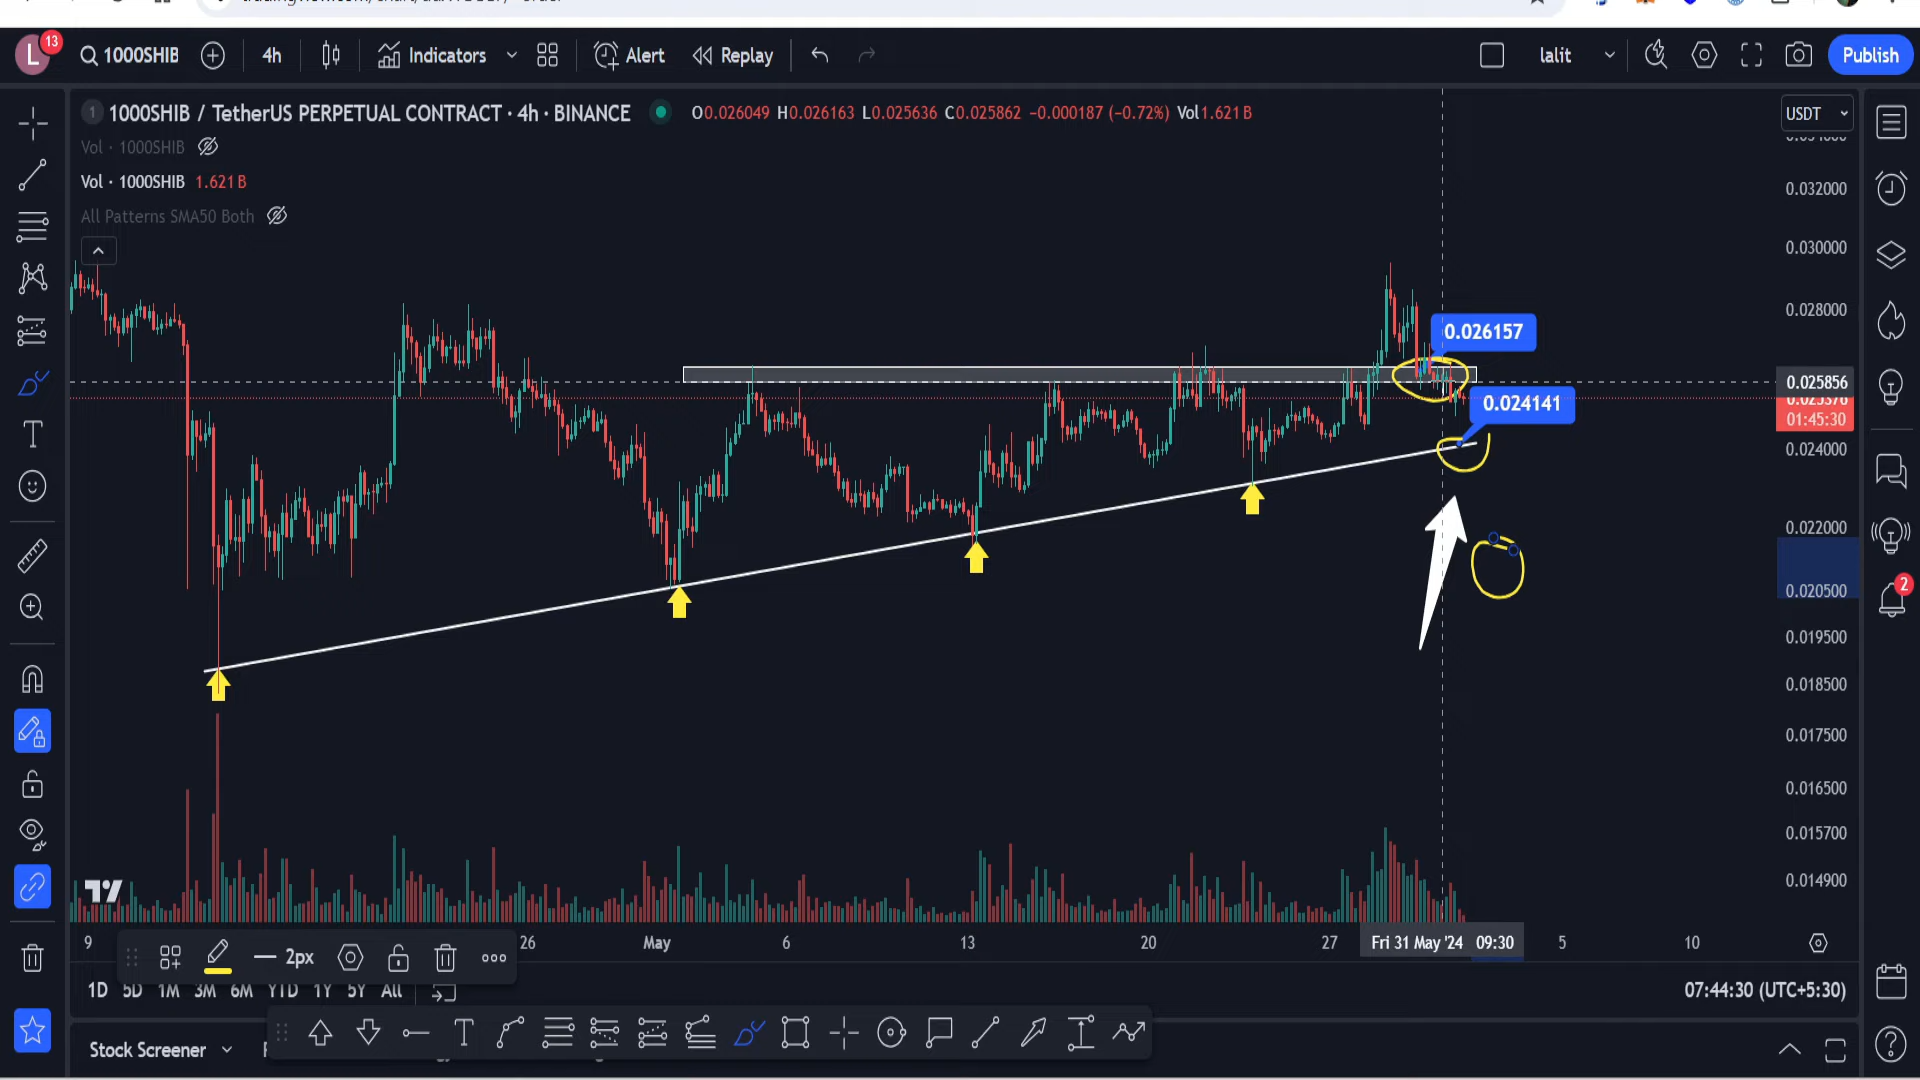 L 13 1000SHIB 4h Indicators Alert Replay lalit Publish
1 1000SHIB / TetherUS PERPETUAL CONTRACT · 4h · BINANCE O0.026049 H0.026163 L0.025636 C0.025862 −0.000187 (−0.72%) Vol1.621 B USDT
Vol · 1000SHIB
Vol · 1000SHIB 1.621 B
All Patterns SMA50 Both
0.032000
0.030000
0.028000
0.026157
0.025856
0.025376
0.024141
01:45:30
0.024000
0.022000
2
0.020500
0.019500
0.018500
0.017500
0.016500
0.015700
0.014900
9 26 May 6 13 20 27 Fri 31 May '24 09:30 5 10
2px
1D 5D 1M 3M 6M YTD 1Y 5Y All 07:44:30 (UTC+5:30)
Stock Screener